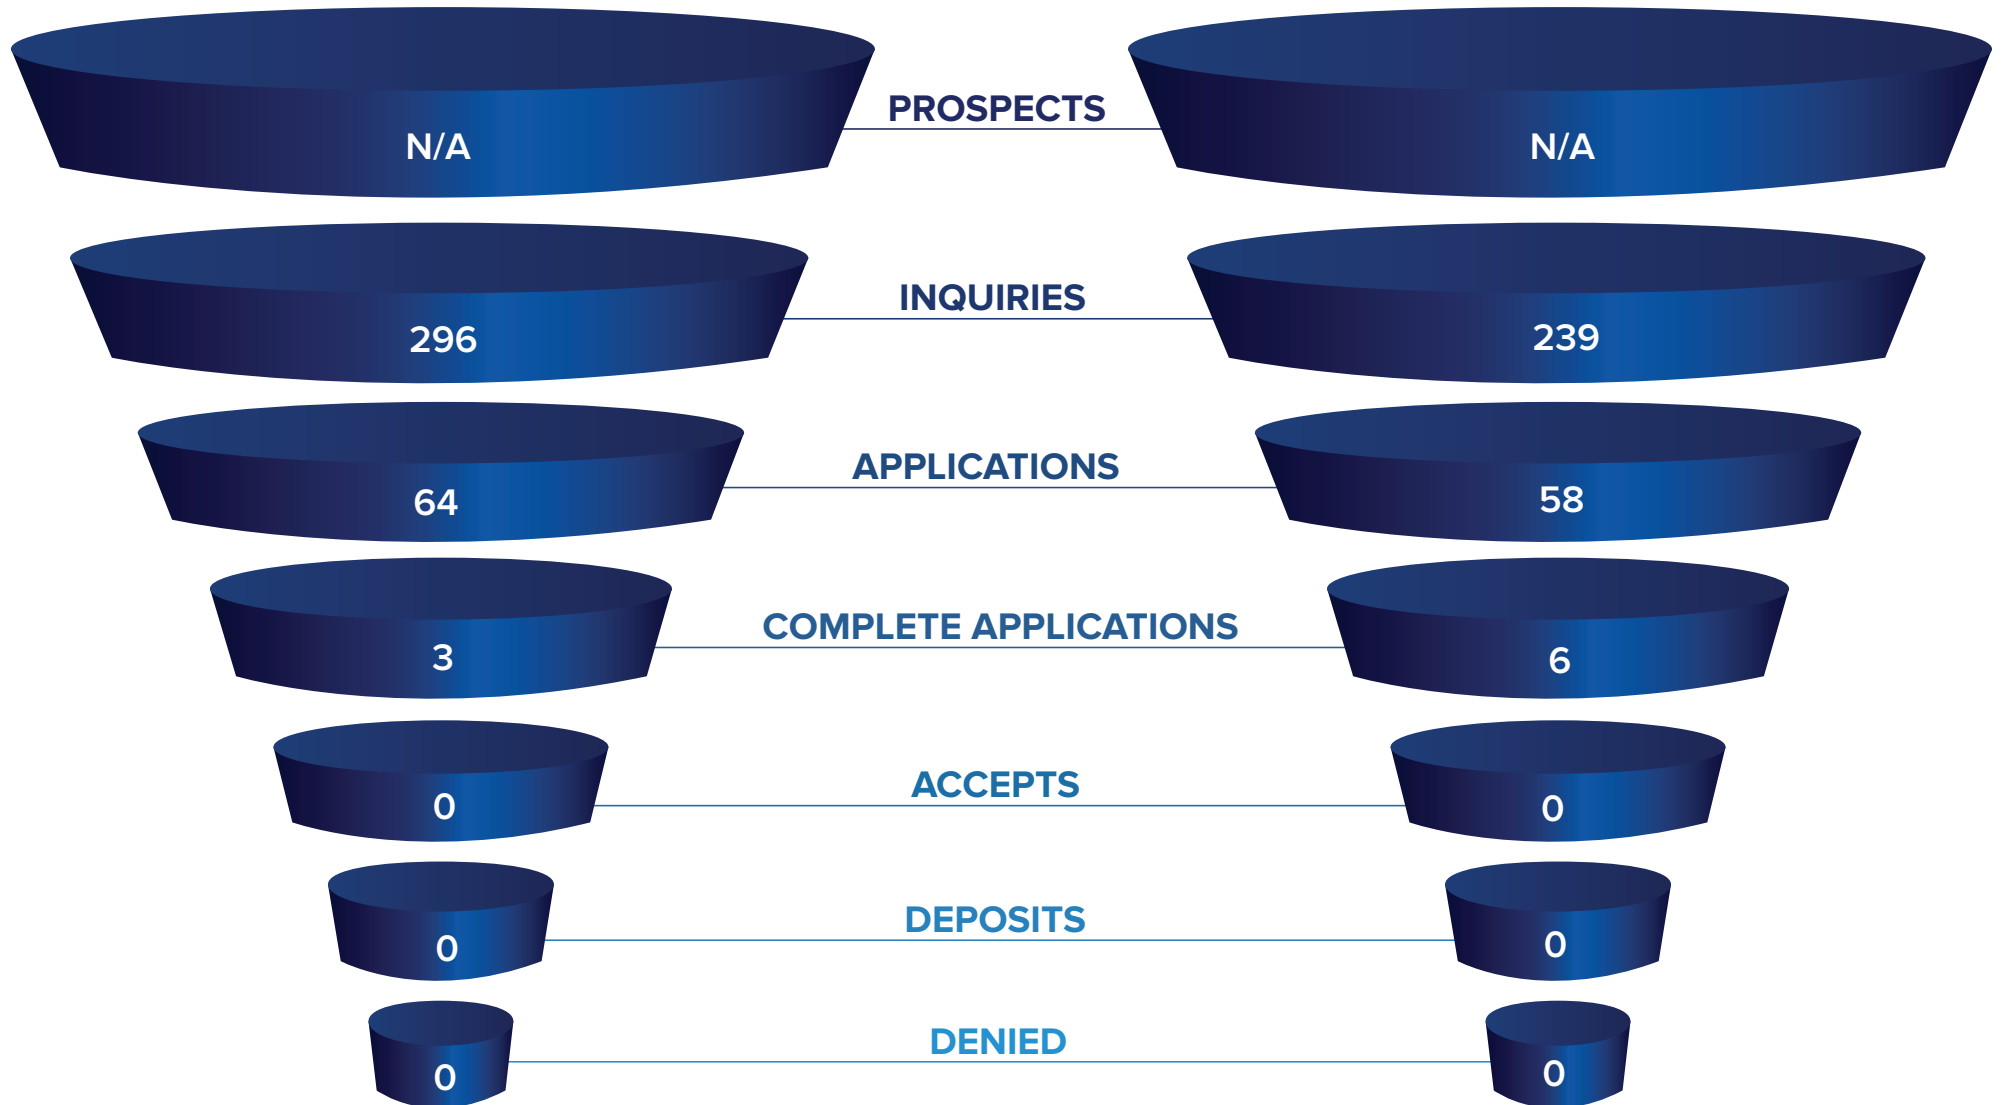 PROSPECTS
N/A
N/A
INQUIRIES
296
239
APPLICATIONS
64
58
COMPLETE APPLICATIONS
3
6
ACCEPTS
0
0
DEPOSITS
0
0
DENIED
0
0